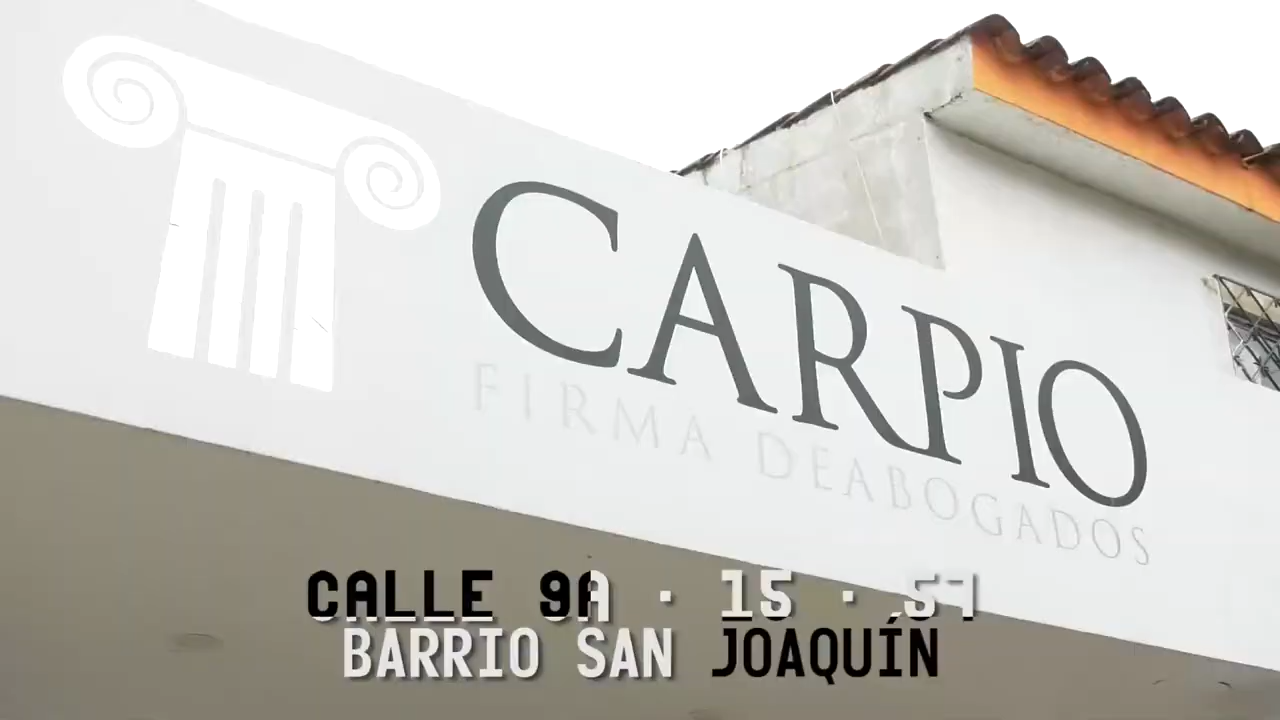 CARPIO
FIRMA DEABOGADOS
CALLE 9A · 15 · 57
BARRIO SAN JOAQUÍN